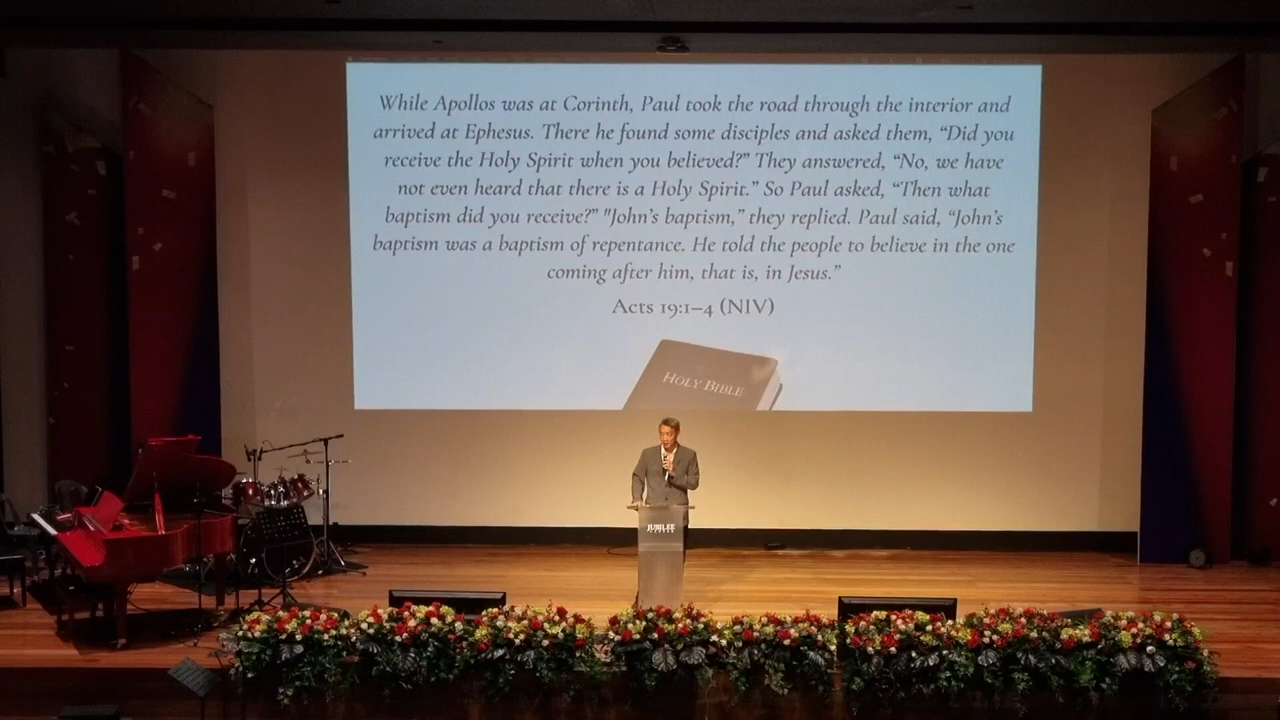 While Apollos was at Corinth, Paul took the road through the interior and
arrived at Ephesus. There he found some disciples and asked them, “Did you
receive the Holy Spirit when you believed?” They answered, “No, we have
not even heard that there is a Holy Spirit.” So Paul asked, “Then what
baptism did you receive?” "John’s baptism,” they replied. Paul said, “John’s
baptism was a baptism of repentance. He told the people to believe in the one
coming after him, that is, in Jesus.”
Acts 19:1–4 (NIV)
HOLY BIBLE
JUBILEE